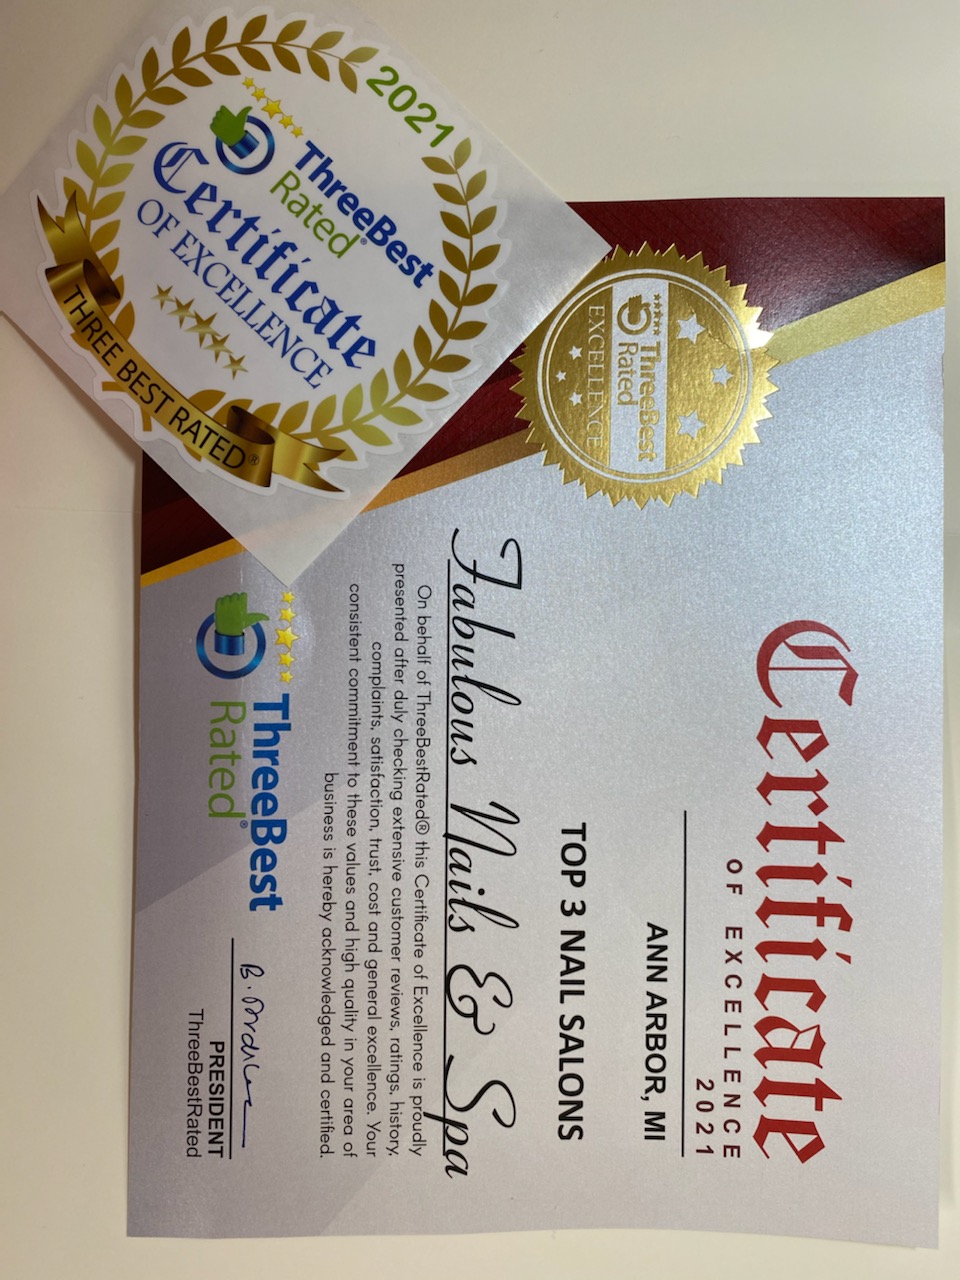 Certificate
OF EXCELLENCE
2021
ANN ARBOR, MI
TOP 3 NAIL SALONS
Fabulous Nails & Spa
On behalf of ThreeBestRated® this Certificate of Excellence is proudly
presented after duly checking extensive customer reviews, ratings, history,
complaints, satisfaction, trust, cost and general excellence. Your
consistent commitment to these values and high quality in your area of
business is hereby acknowledged and certified.
ThreeBest
Rated®
PRESIDENT
ThreeBestRated
ThreeBest
Rated
EXCELLENCE
2021
ThreeBest
Rated®
Certificate
OF EXCELLENCE
THREE BEST RATED®